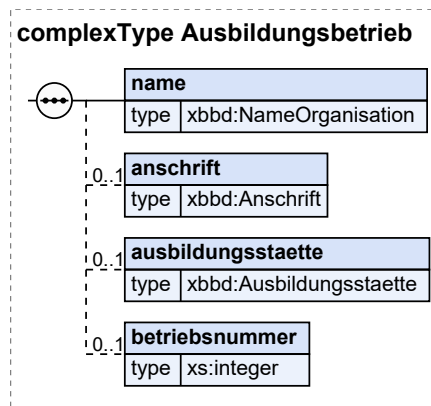 complexType Ausbildungsbetrieb
name
type xbbd:NameOrganisation
0..1 anschrift
type xbbd:Anschrift
0..1 ausbildungsstaette
type xbbd:Ausbildungsstaette
0..1 betriebsnummer
type xs:integer